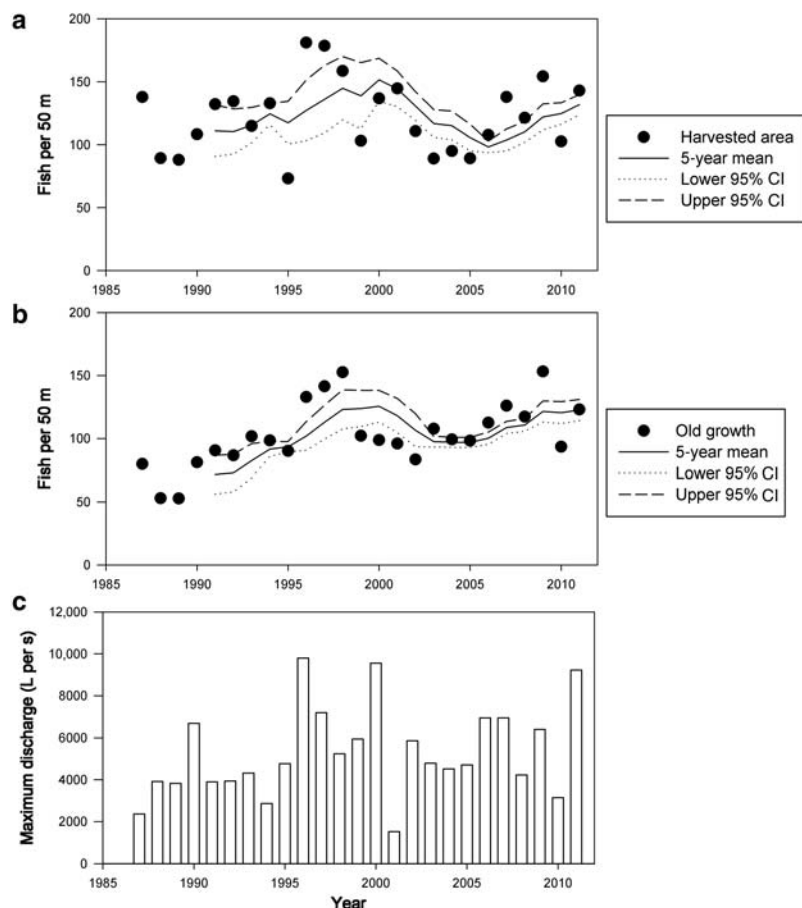 a
200
150
100
50
0
Fish per 50 m
1985 1990 1995 2000 2005 2010
Harvested area
5-year mean
Lower 95% CI
Upper 95% CI
b
200
150
100
50
0
Fish per 50 m
1985 1990 1995 2000 2005 2010
Old growth
5-year mean
Lower 95% CI
Upper 95% CI
c
12,000
10,000
8000
6000
4000
2000
0
Maximum discharge (L per s)
1985 1990 1995 2000 2005 2010
Year